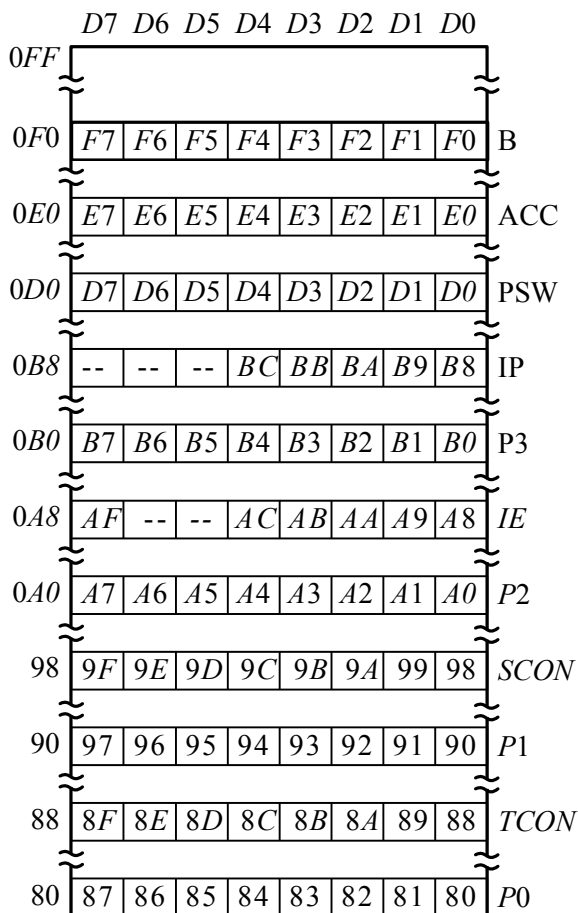 D7 D6 D5 D4 D3 D2 D1 D0
0FF
0F0 F7 F6 F5 F4 F3 F2 F1 F0 B
0E0 E7 E6 E5 E4 E3 E2 E1 E0 ACC
0D0 D7 D6 D5 D4 D3 D2 D1 D0 PSW
0B8 -- -- -- BC BB BA B9 B8 IP
0B0 B7 B6 B5 B4 B3 B2 B1 B0 P3
0A8 AF -- -- AC AB AA A9 A8 IE
0A0 A7 A6 A5 A4 A3 A2 A1 A0 P2
98 9F 9E 9D 9C 9B 9A 99 98 SCON
90 97 96 95 94 93 92 91 90 P1
88 8F 8E 8D 8C 8B 8A 89 88 TCON
80 87 86 85 84 83 82 81 80 P0